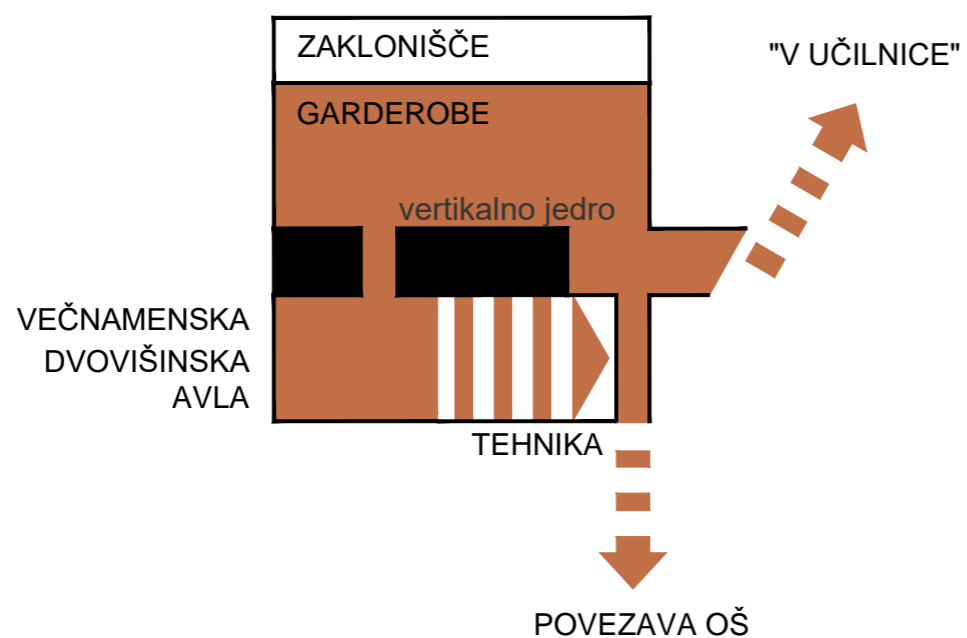 ZAKLONIŠČE
"V UČILNICE"
GARDEROBE
vertikalno jedro
VEČNAMENSKA
DVOVIŠINSKA
AVLA
TEHNIKA
POVEZAVA OŠ